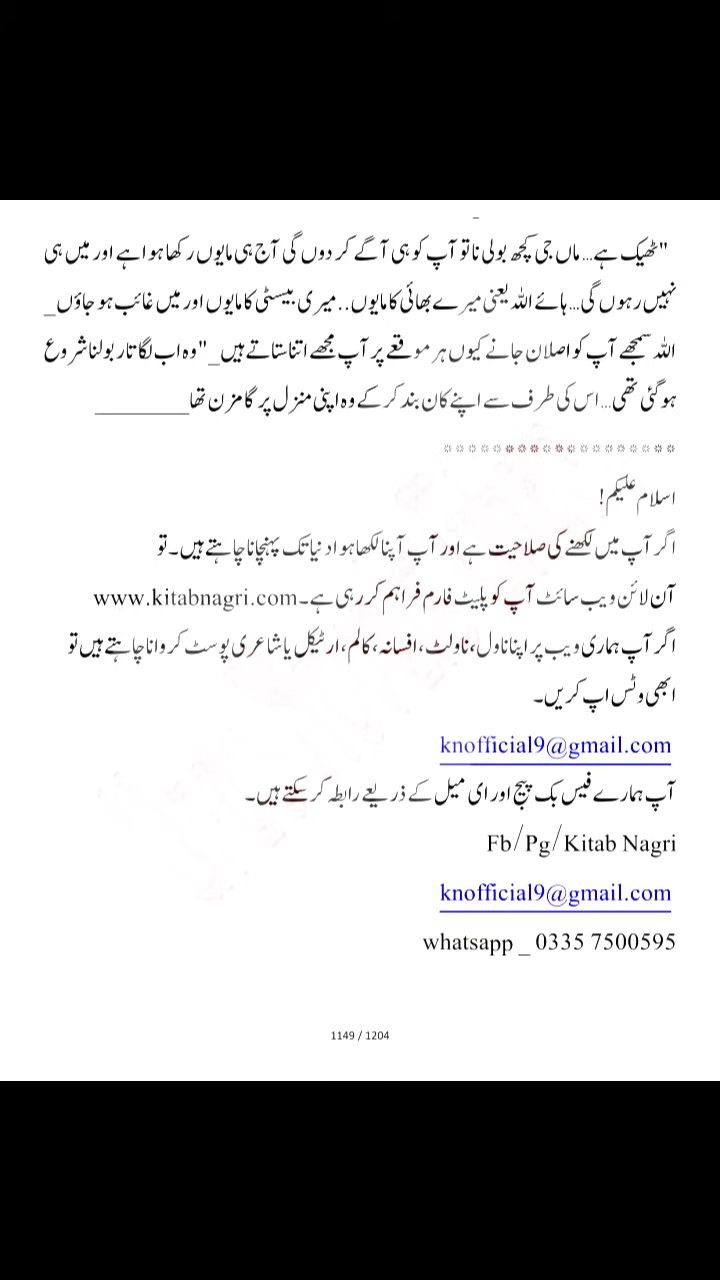 _
"ٹھیک ہے... ماں جی کچھ بولی نا تو آپ کو ہی آگے کر دوں گی آج ہی مایوں رکھا ہوا ہے اور میں ہی
نہیں رہوں گی... ہائے اللہ یعنی میرے بھائی کا مایوں.. میری بیسٹی کا مایوں اور میں غائب ہو جاؤں_
اللہ سمجھے آپ کو اصلان جانے کیوں ہر موقعے پر آپ مجھے اتنا ستاتے ہیں_" وہ اب لگاتار بولنا شروع
ہو گئی تھی... اس کی طرف سے اپنے کان بند کر کے وہ اپنی منزل پر گامزن تھا________
۞۞۞۞۞۞۞۞۞۞۞۞۞۞۞۞۞۞۞
اسلام علیکم!
اگر آپ میں لکھنے کی صلاحیت ہے اور آپ آپنا لکھا ہوا دنیا تک پہنچانا چاہتے ہیں۔ تو
آن لائن ویب سائٹ آپ کو پلیٹ فارم فراہم کر رہی ہے۔ www.kitabnagri.com
اگر آپ ہماری ویب پر اپنا ناول، ناولٹ، افسانہ، کالم، ارٹیکل یا شاعری پوسٹ کروانا چاہتے ہیں تو
ابھی وٹس اپ کریں۔
knofficial9@gmail.com
آپ ہمارے فیس بک پیج اور ای میل کے ذریعے رابطہ کر سکتے ہیں۔
Fb/Pg/Kitab Nagri
knofficial9@gmail.com
whatsapp _ 0335 7500595
1149 / 1204